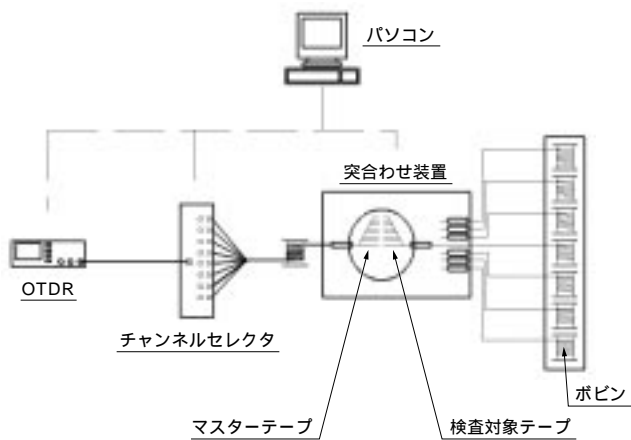 パソコン
突合わせ装置
OTDR
チャンネルセレクタ
ボビン
マスターテープ
検査対象テープ